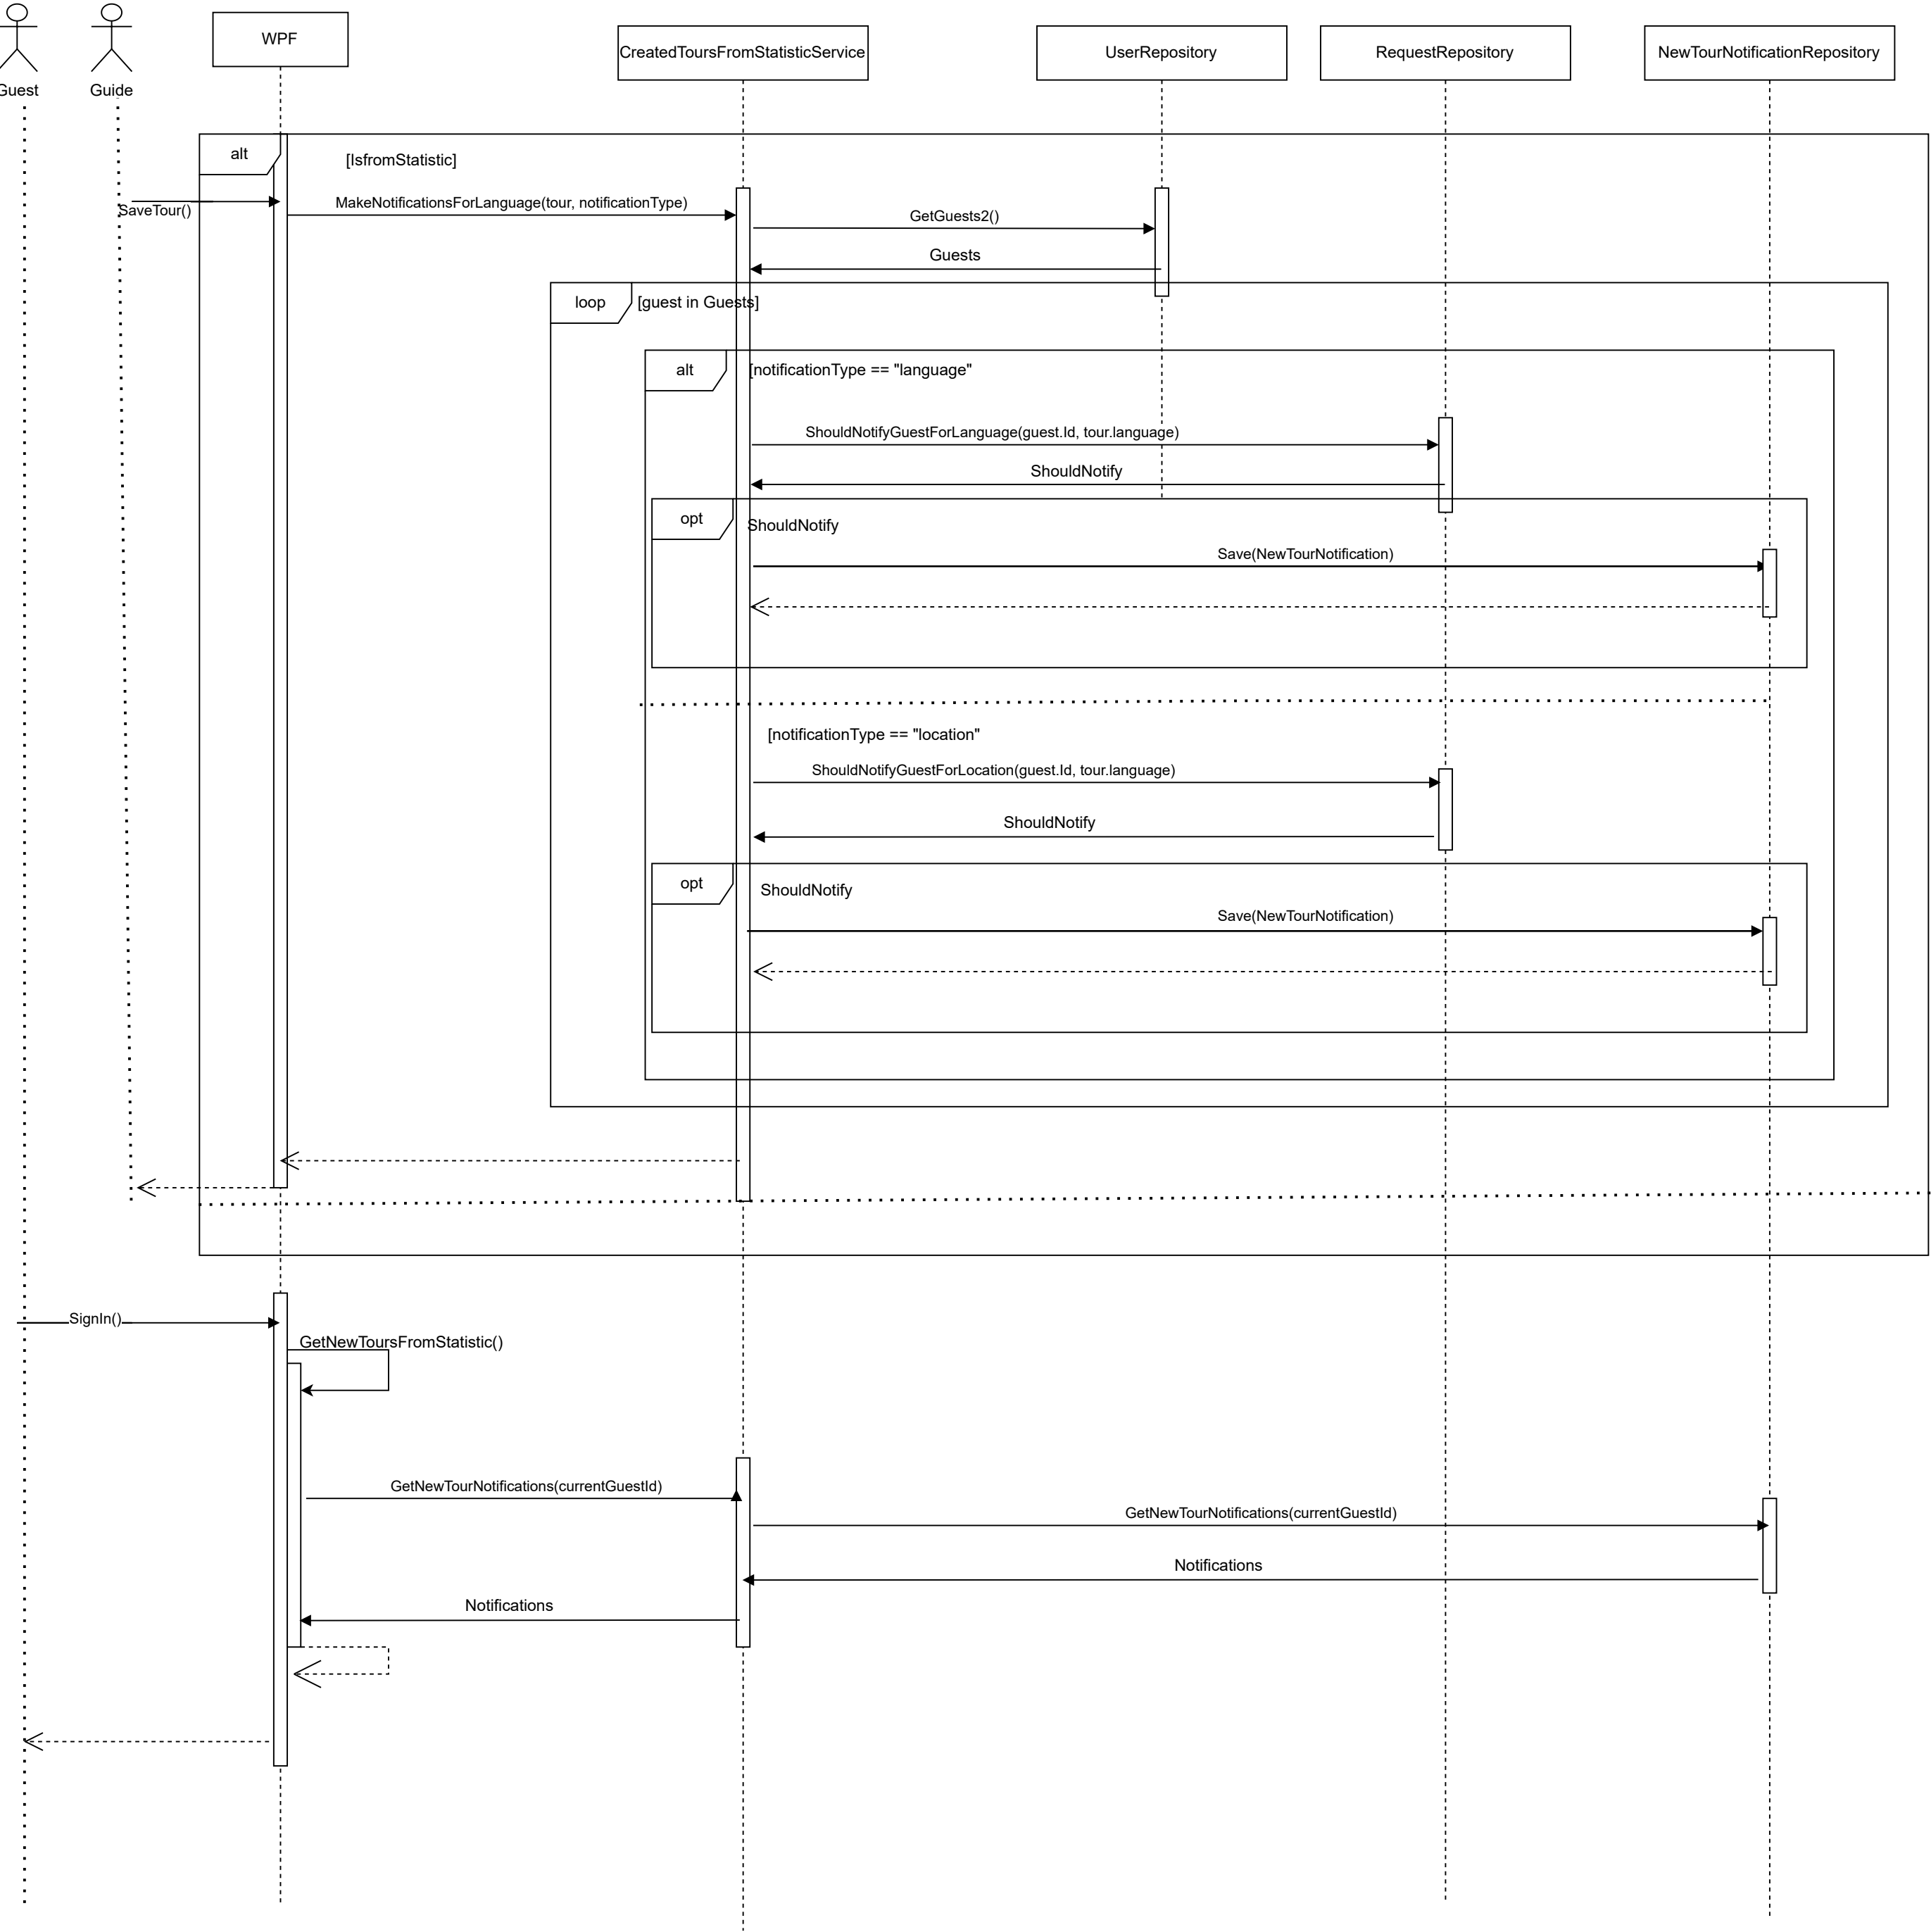 WPF
CreatedToursFromStatisticService
UserRepository
RequestRepository
NewTourNotificationRepository
Guest
Guide
alt
[IsfromStatistic]
SaveTour()
MakeNotificationsForLanguage(tour, notificationType)
GetGuests2()
Guests
loop
[guest in Guests]
alt
[notificationType == "language"
ShouldNotifyGuestForLanguage(guest.Id, tour.language)
ShouldNotify
opt
ShouldNotify
Save(NewTourNotification)
[notificationType == "location"
ShouldNotifyGuestForLocation(guest.Id, tour.language)
ShouldNotify
opt
ShouldNotify
Save(NewTourNotification)
SignIn()
GetNewToursFromStatistic()
GetNewTourNotifications(currentGuestId)
GetNewTourNotifications(currentGuestId)
Notifications
Notifications